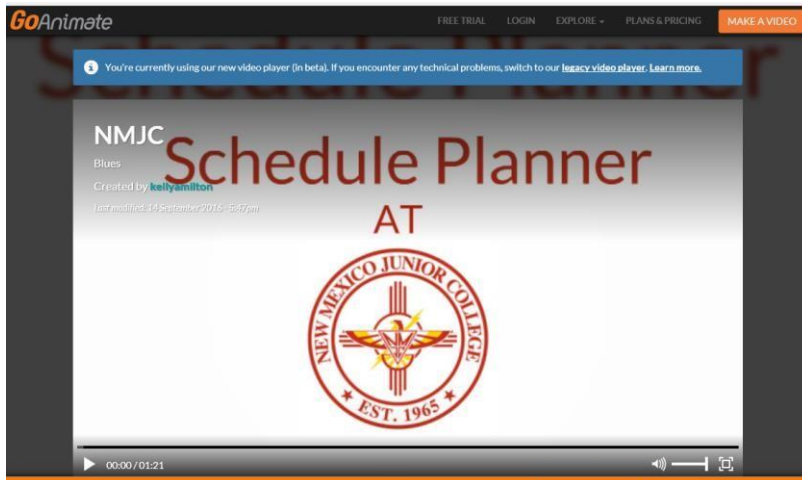 GoAnimate
FREE TRIAL LOGIN EXPLORE PLANS & PRICING MAKE A VIDEO
Schedule Planner
You're currently using our new video player (in beta). If you encounter any technical problems, switch to our legacy video player. Learn more.
NMJC
Schedule Planner
Blues
Created by kellyamilton
Last modified: 14 September 2016 - 5:47pm
AT
NEW MEXICO JUNIOR COLLEGE
EST. 1965
00:00 / 01:21